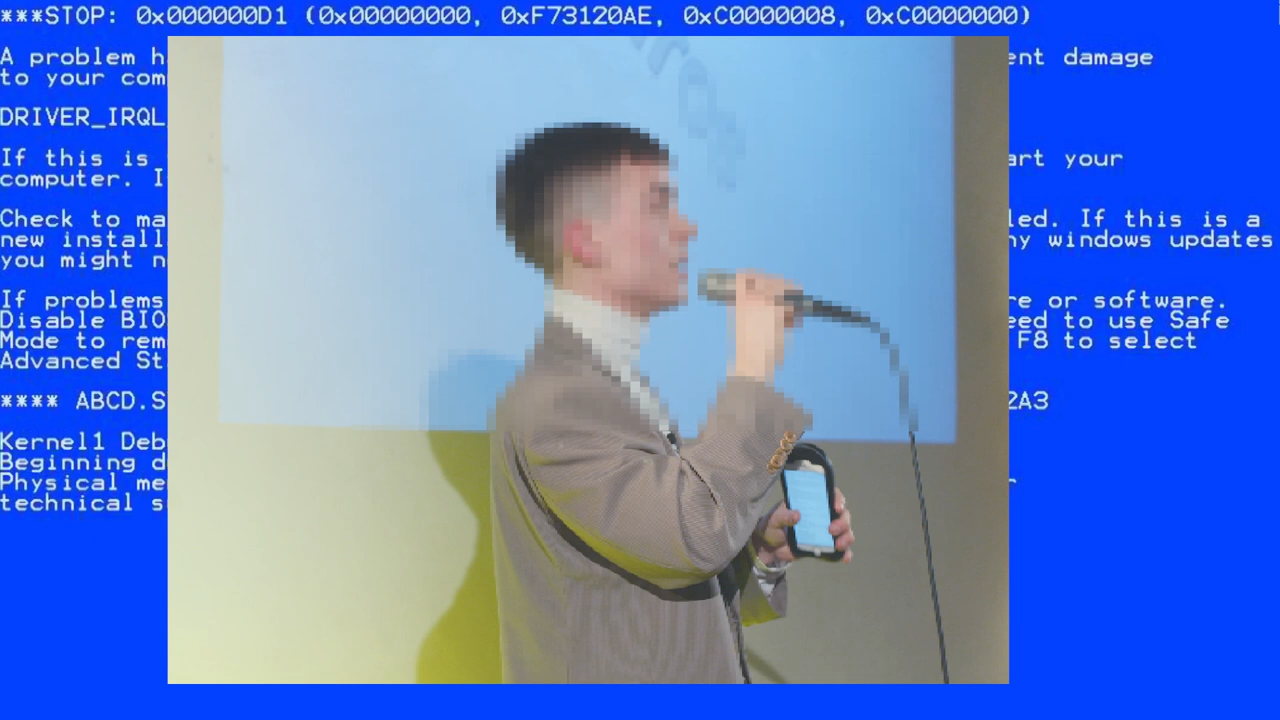 ***STOP: 0x000000D1 (0x00000000, 0xF73120AE, 0xC0000008, 0xC0000000)
A problem ent damage
to your com
DRIVER_IRQL
If this is art your
computer. I
Check to ma led. If this is a
new install ny windows updates
you might n
If problems re or software.
Disable BIO eed to use Safe
Mode to rem F8 to select
Advanced St
**** ABCD.S 2A3
Kernel1 Deb
Beginning d
Physical me
technical s